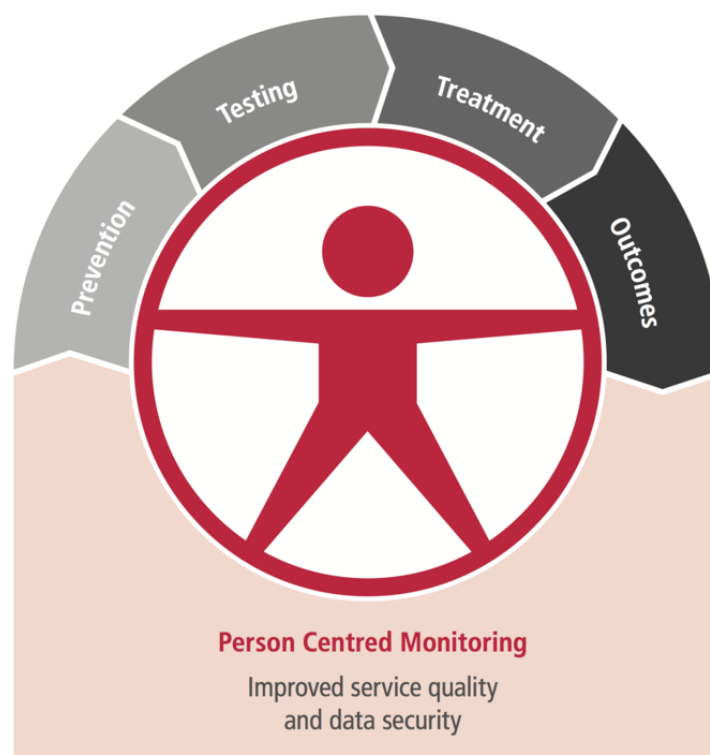 Prevention
Testing
Treatment
Outcomes
Person Centred Monitoring
Improved service quality
and data security